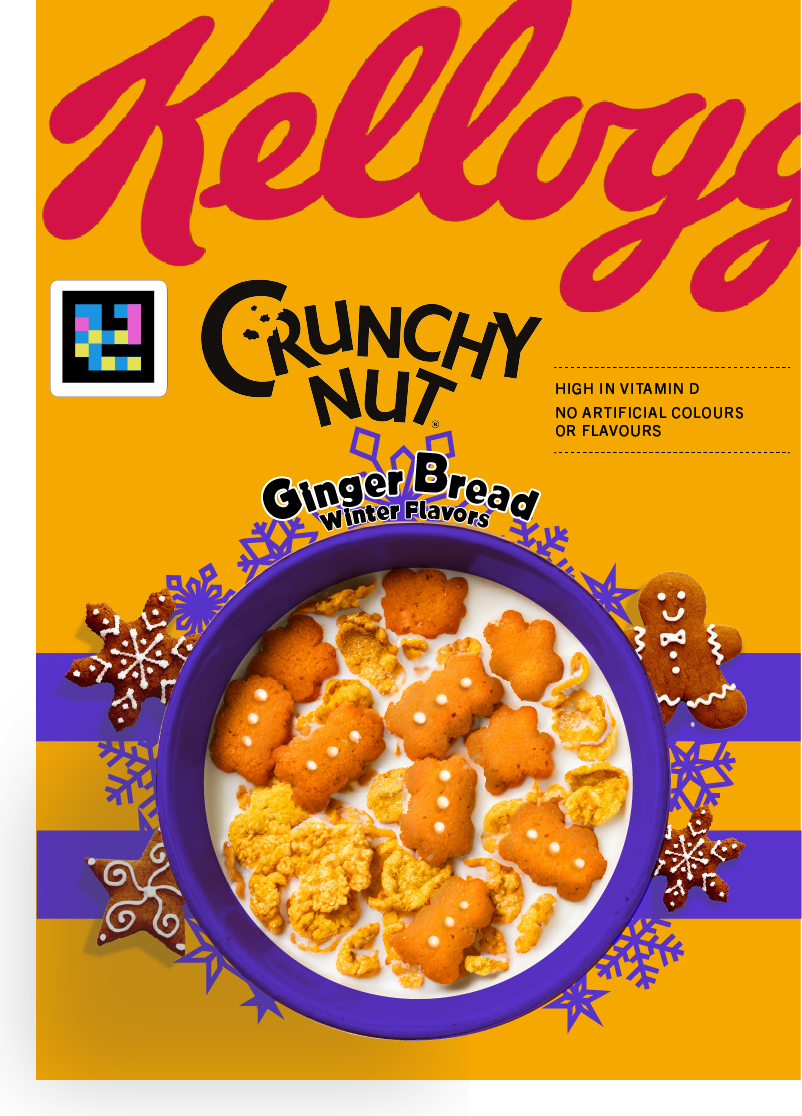 Kellogg
CRUNCHY
NUT®
HIGH IN VITAMIN D
NO ARTIFICIAL COLOURS
OR FLAVOURS
Ginger Bread
Winter Flavors